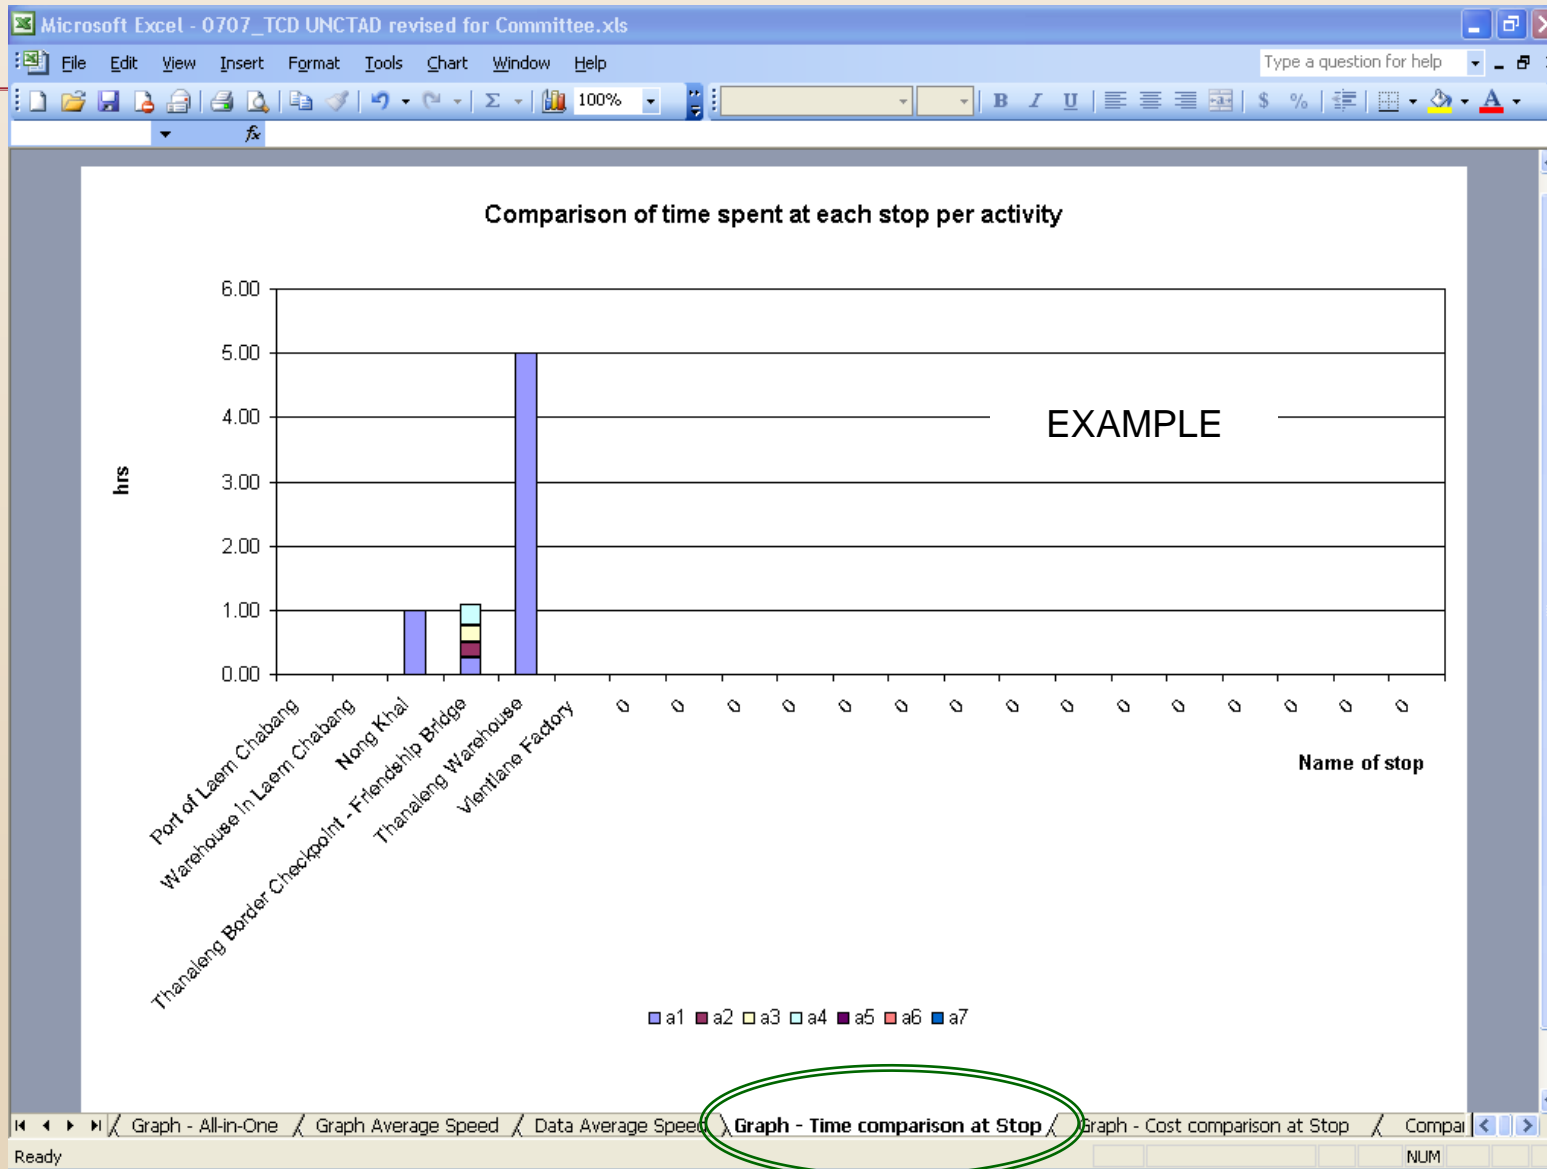 Microsoft Excel - 0707_TCD UNCTAD revised for Committee.xls
File Edit View Insert Format Tools Chart Window Help Type a question for help
100% B I U $ % A
fx
Comparison of time spent at each stop per activity
6.00
5.00
4.00
3.00
2.00
1.00
0.00
hrs
EXAMPLE
Port of Laem Chabang
Warehouse in Laem Chabang
Nong Khai
Thanaleng Border Checkpoint - Friendship Bridge
Thanaleng Warehouse
Vientiane Factory
0 0 0 0 0 0 0 0 0 0 0 0 0 0 0
Name of stop
a1 a2 a3 a4 a5 a6 a7
Graph - All-in-One Graph Average Speed Data Average Speed Graph - Time comparison at Stop Graph - Cost comparison at Stop Compar
Ready NUM